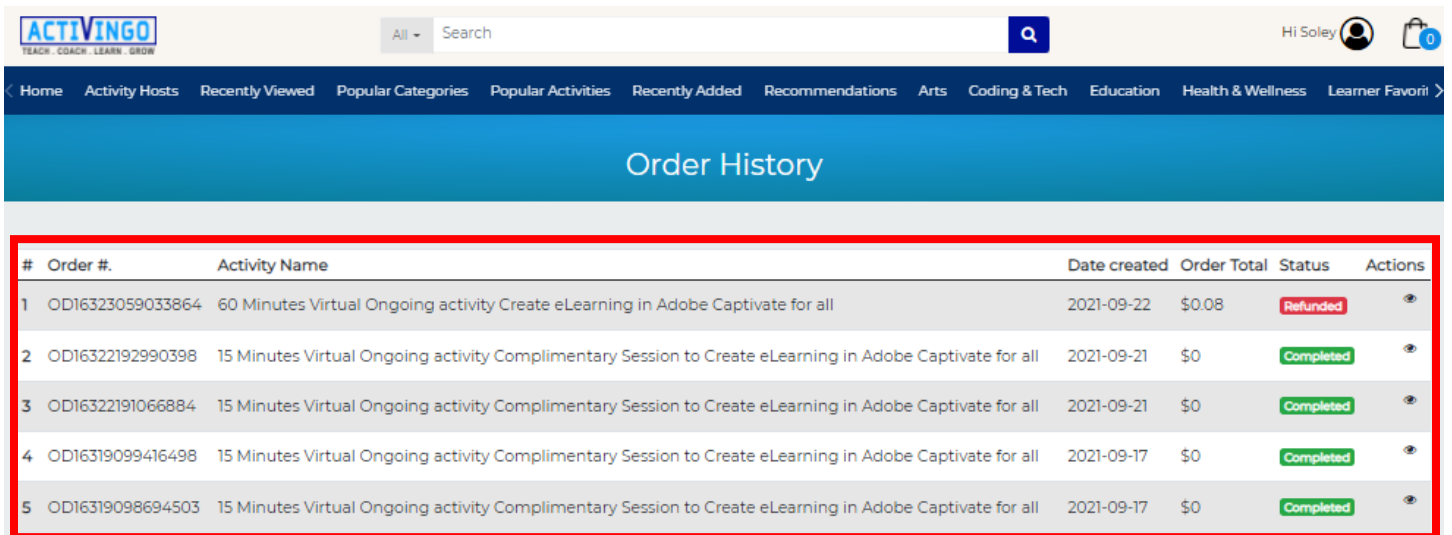 ACTIVINGO
TEACH . COACH . LEARN . GROW
All Search Hi Soley 0
Home Activity Hosts Recently Viewed Popular Categories Popular Activities Recently Added Recommendations Arts Coding & Tech Education Health & Wellness Learner Favorit
Order History
# Order #. Activity Name Date created Order Total Status Actions
1 OD16323059033864 60 Minutes Virtual Ongoing activity Create eLearning in Adobe Captivate for all 2021-09-22 $0.08 Refunded
2 OD16322192990398 15 Minutes Virtual Ongoing activity Complimentary Session to Create eLearning in Adobe Captivate for all 2021-09-21 $0 Completed
3 OD16322191066884 15 Minutes Virtual Ongoing activity Complimentary Session to Create eLearning in Adobe Captivate for all 2021-09-21 $0 Completed
4 OD16319099416498 15 Minutes Virtual Ongoing activity Complimentary Session to Create eLearning in Adobe Captivate for all 2021-09-17 $0 Completed
5 OD16319098694503 15 Minutes Virtual Ongoing activity Complimentary Session to Create eLearning in Adobe Captivate for all 2021-09-17 $0 Completed